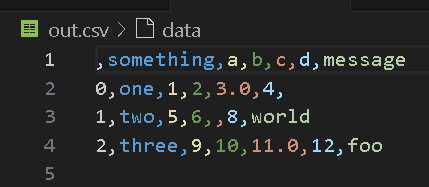 out.csv > data
1 ,something,a,b,c,d,message
2 0,one,1,2,3.0,4,
3 1,two,5,6,,8,world
4 2,three,9,10,11.0,12,foo
5